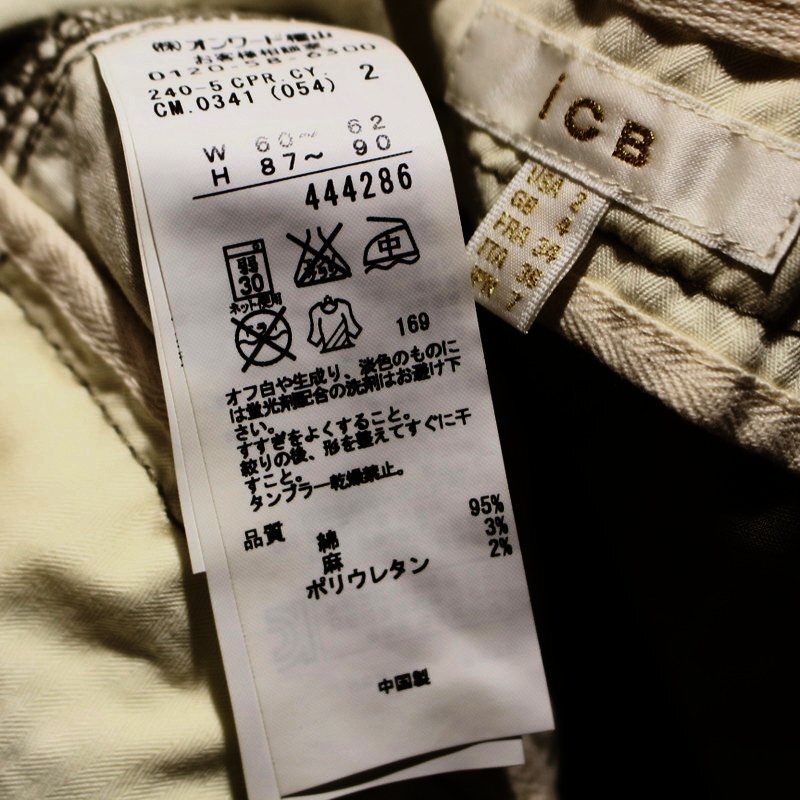 (株)オンワード樫山
お客様相談室
0120-58-6300
240-5 CPR.CY. 2
CM.0341 (054)
W 60~ 62
H 87~ 90
444286
弱
30
中
ネット使用
169
オフ白や生成り、淡色のものに
は蛍光剤配合の洗剤はお避け下
さい。
すすぎをよくすること。
絞りの後、形を整えてすぐに干
すこと。
タンブラー乾燥禁止。
品質 綿 95%
麻 3%
ポリウレタン 2%
中国製
iCB
USA 2
GB 4
FRA 34
ITA 36
JPN 7